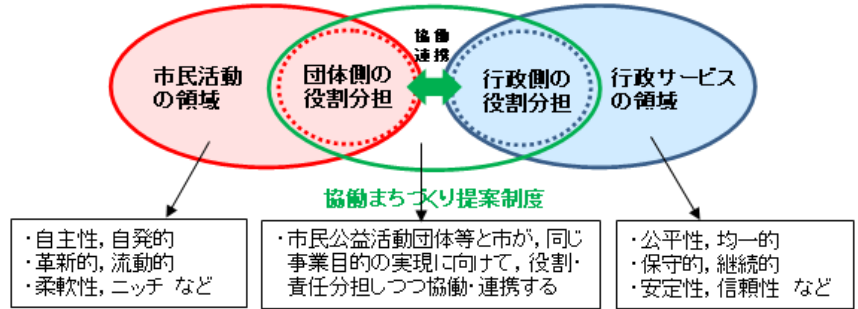 市民活動
の領域
団体側の
役割分担
協働
連携
行政側の
役割分担
行政サービス
の領域
協働まちづくり提案制度
・自主性，自発的
・革新的，流動的
・柔軟性，ニッチ など
・市民公益活動団体等と市が，同じ
事業目的の実現に向けて，役割・
責任分担しつつ協働・連携する
・公平性，均一的
・保守的，継続的
・安定性，信頼性 など